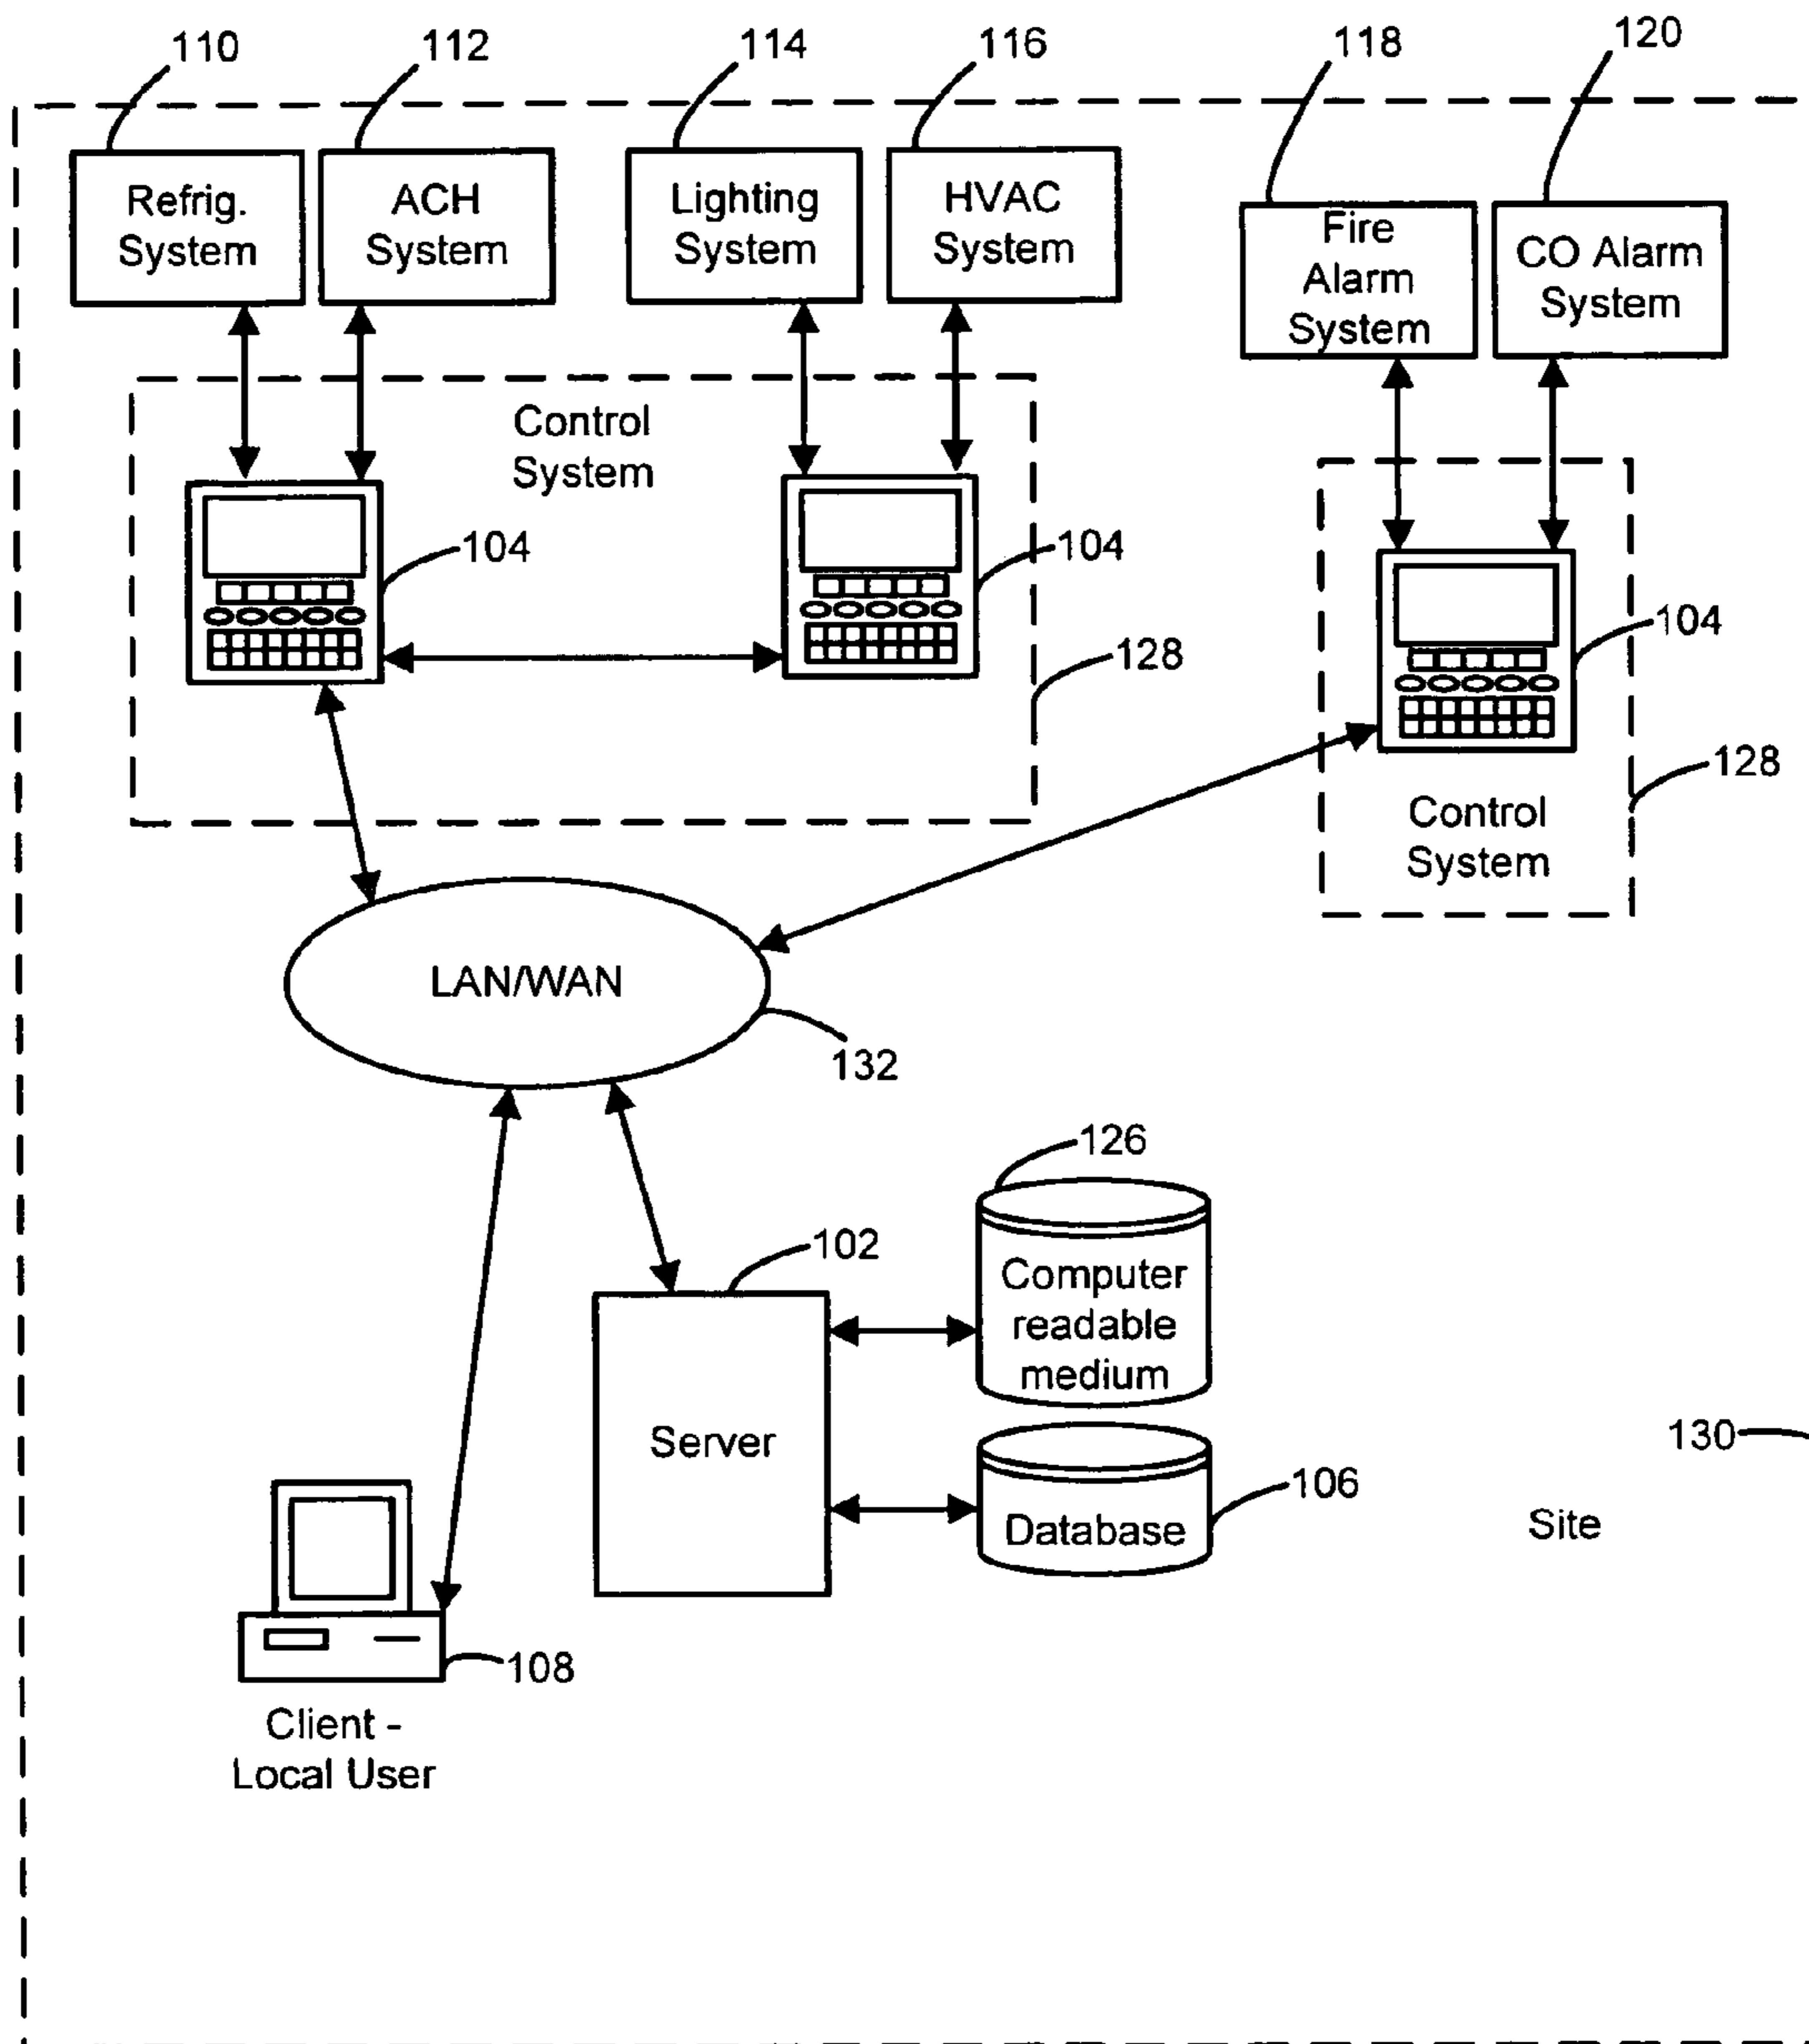 110
112
114
116
118
120
Refrig.
System
ACH
System
Lighting
System
HVAC
System
Fire
Alarm
System
CO Alarm
System
Control
System
104
104
104
128
128
Control
System
LAN/WAN
132
126
102
Computer
readable
medium
Server
130
106
Database
Site
108
Client -
Local User